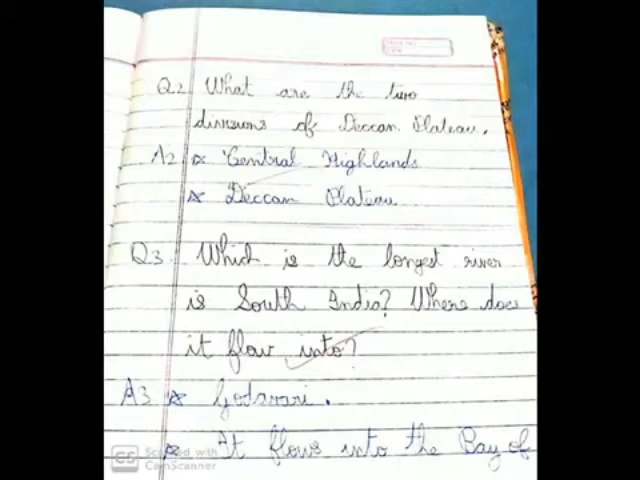 Q2 What are the two
divisions of Deccan Plateau.
A2 ☆ Central Highlands
☆ Deccan Plateau
Q3 Which is the longest river
is South India? Where does
it flow into?
A3 ☆ Godavari.
☆ It flows into the Bay of
CS Scanned with
CamScanner